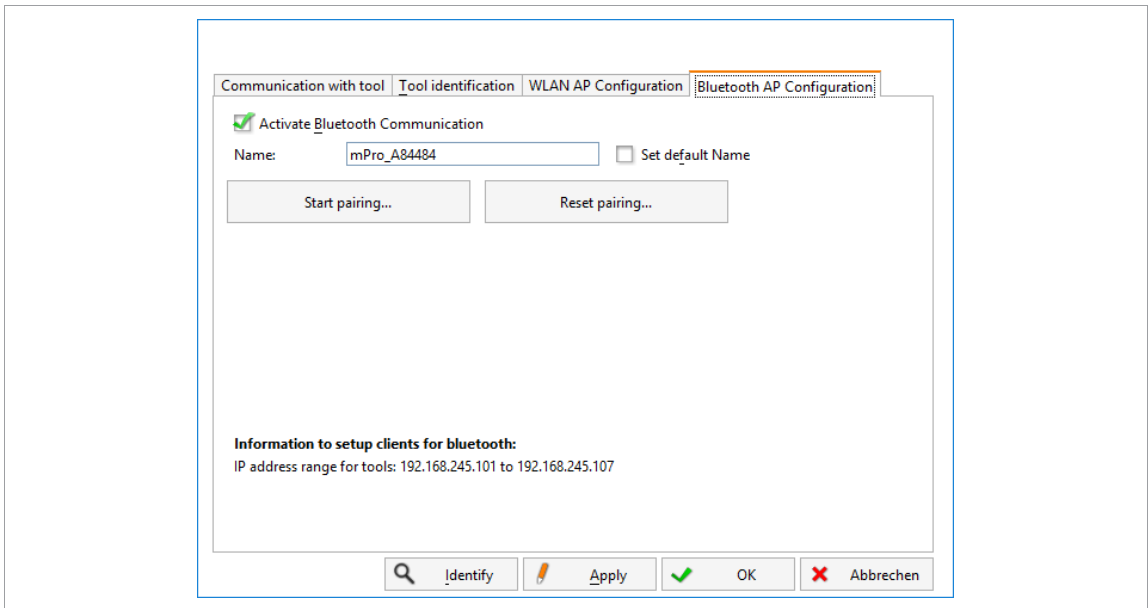 Communication with tool Tool identification WLAN AP Configuration Bluetooth AP Configuration
Activate Bluetooth Communication
Name: mPro_A84484 Set default Name
Start pairing... Reset pairing...
Information to setup clients for bluetooth:
IP address range for tools: 192.168.245.101 to 192.168.245.107
Identify Apply OK Abbrechen